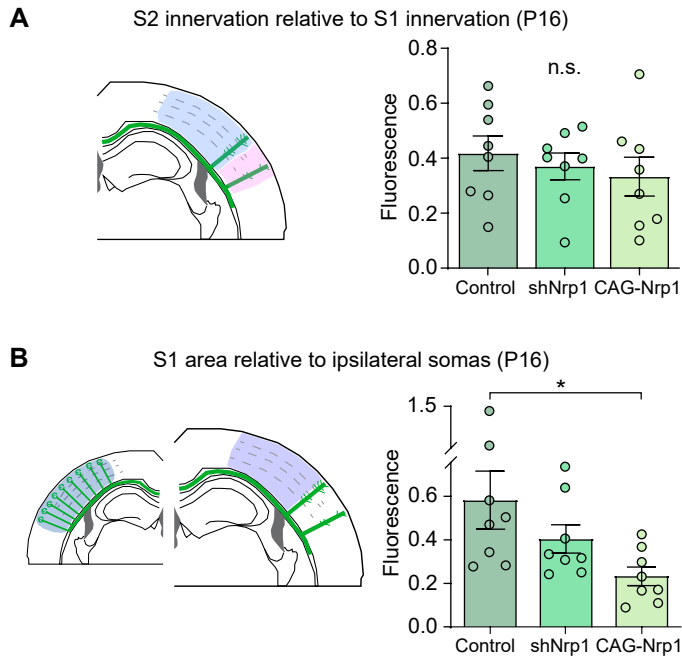 A
S2 innervation relative to S1 innervation (P16)
0.8
0.6
0.4
0.2
0.0
Fluorescence
n.s.
Control shNrp1 CAG-Nrp1
B
S1 area relative to ipsilateral somas (P16)
1.5
0.6
0.4
0.2
0.0
Fluorescence
*
Control shNrp1 CAG-Nrp1